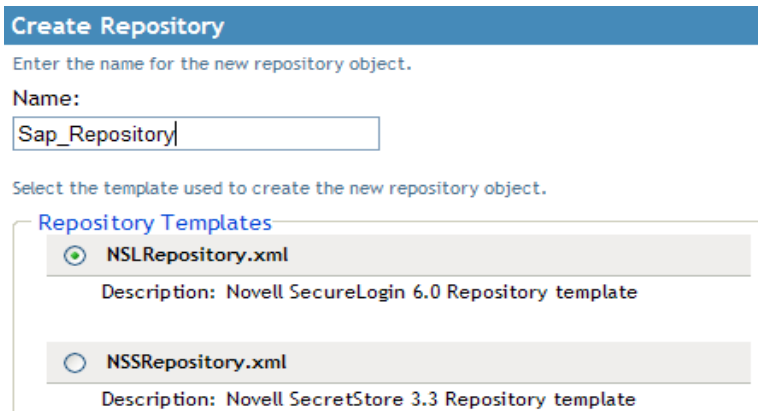 Create Repository
Enter the name for the new repository object.
Name:
Sap_Repository
Select the template used to create the new repository object.
Repository Templates
NSLRepository.xml
Description: Novell SecureLogin 6.0 Repository template
NSSRepository.xml
Description: Novell SecretStore 3.3 Repository template